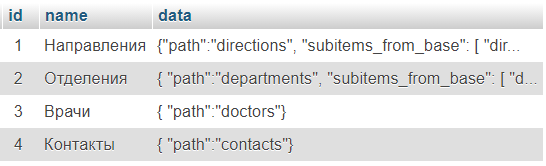 id name data
1 Направления {"path":"directions", "subitems_from_base": [ "dir...
2 Отделения { "path":"departments", "subitems_from_base": [ "d...
3 Врачи { "path":"doctors"}
4 Контакты { "path":"contacts"}